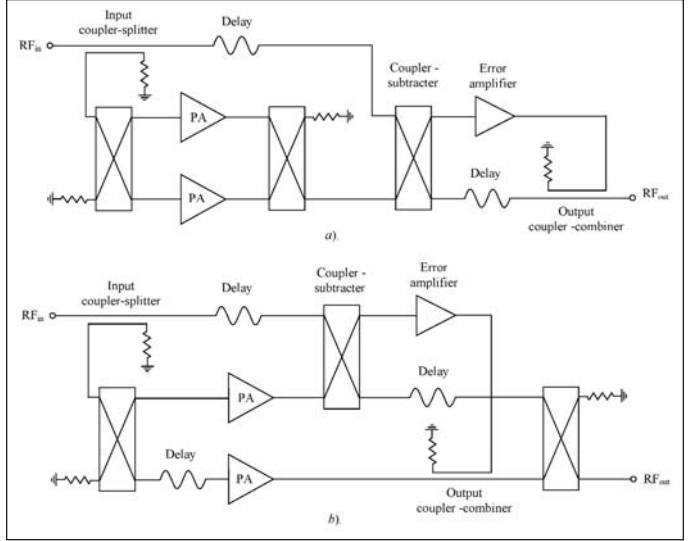 Input
coupler-splitter
Delay
RFin
Coupler -
subtracter
Error
amplifier
PA
PA
Delay
RFout
Output
coupler -combiner
a).
Input
coupler-splitter
Delay
Coupler -
subtracter
Error
amplifier
RFin
Delay
PA
Delay
PA
RFout
Output
coupler -combiner
b).